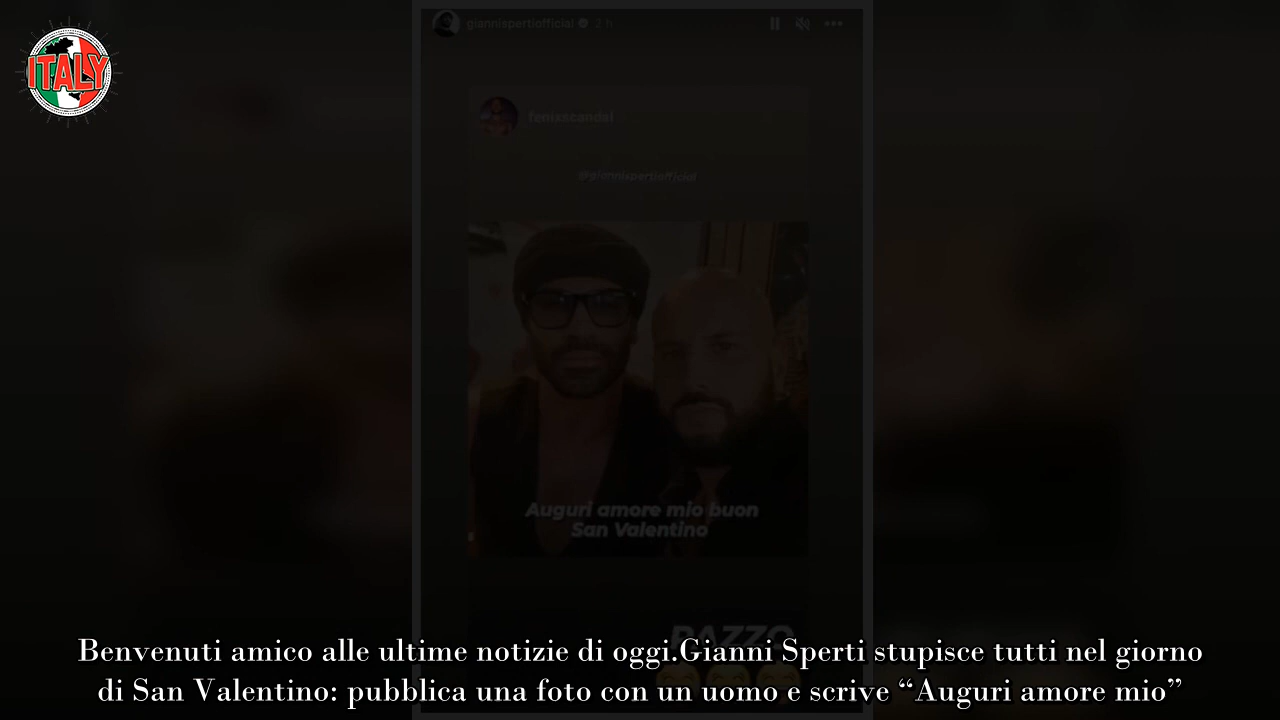 giannispertiofficial 2 h
ITALY
fenixscandal
@giannispertiofficial
Auguri amore mio buon
San Valentino
PAZZO
Benvenuti amico alle ultime notizie di oggi.Gianni Sperti stupisce tutti nel giorno
di San Valentino: pubblica una foto con un uomo e scrive “Auguri amore mio”